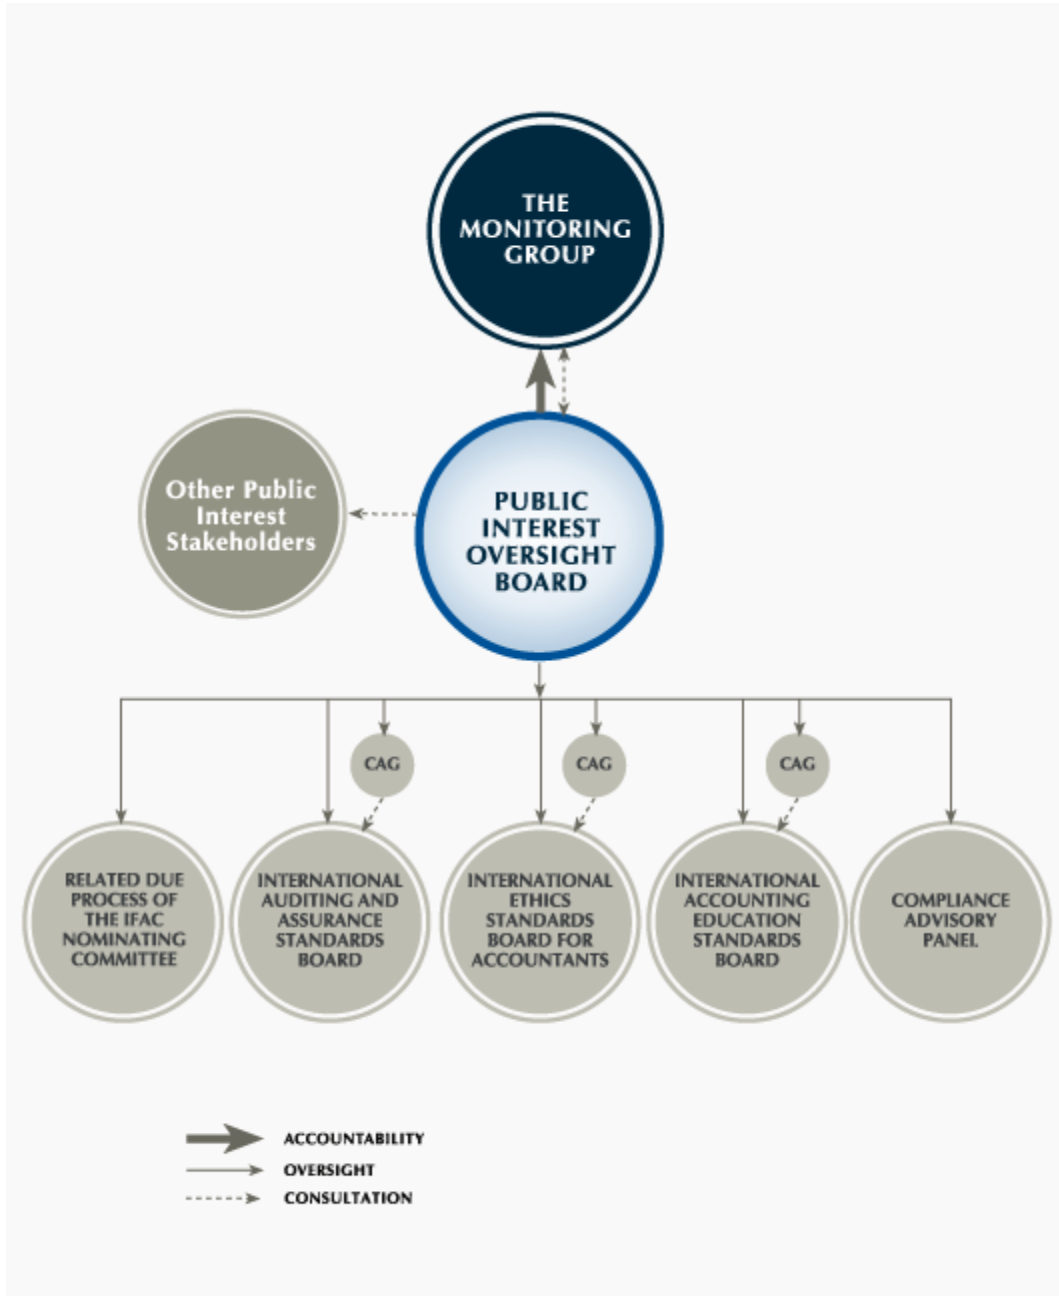 THE
MONITORING
GROUP
Other Public
Interest
Stakeholders
PUBLIC
INTEREST
OVERSIGHT
BOARD
CAG
CAG
CAG
RELATED DUE
PROCESS OF
THE IFAC
NOMINATING
COMMITTEE
INTERNATIONAL
AUDITING AND
ASSURANCE
STANDARDS
BOARD
INTERNATIONAL
ETHICS
STANDARDS
BOARD FOR
ACCOUNTANTS
INTERNATIONAL
ACCOUNTING
EDUCATION
STANDARDS
BOARD
COMPLIANCE
ADVISORY
PANEL
ACCOUNTABILITY
OVERSIGHT
CONSULTATION